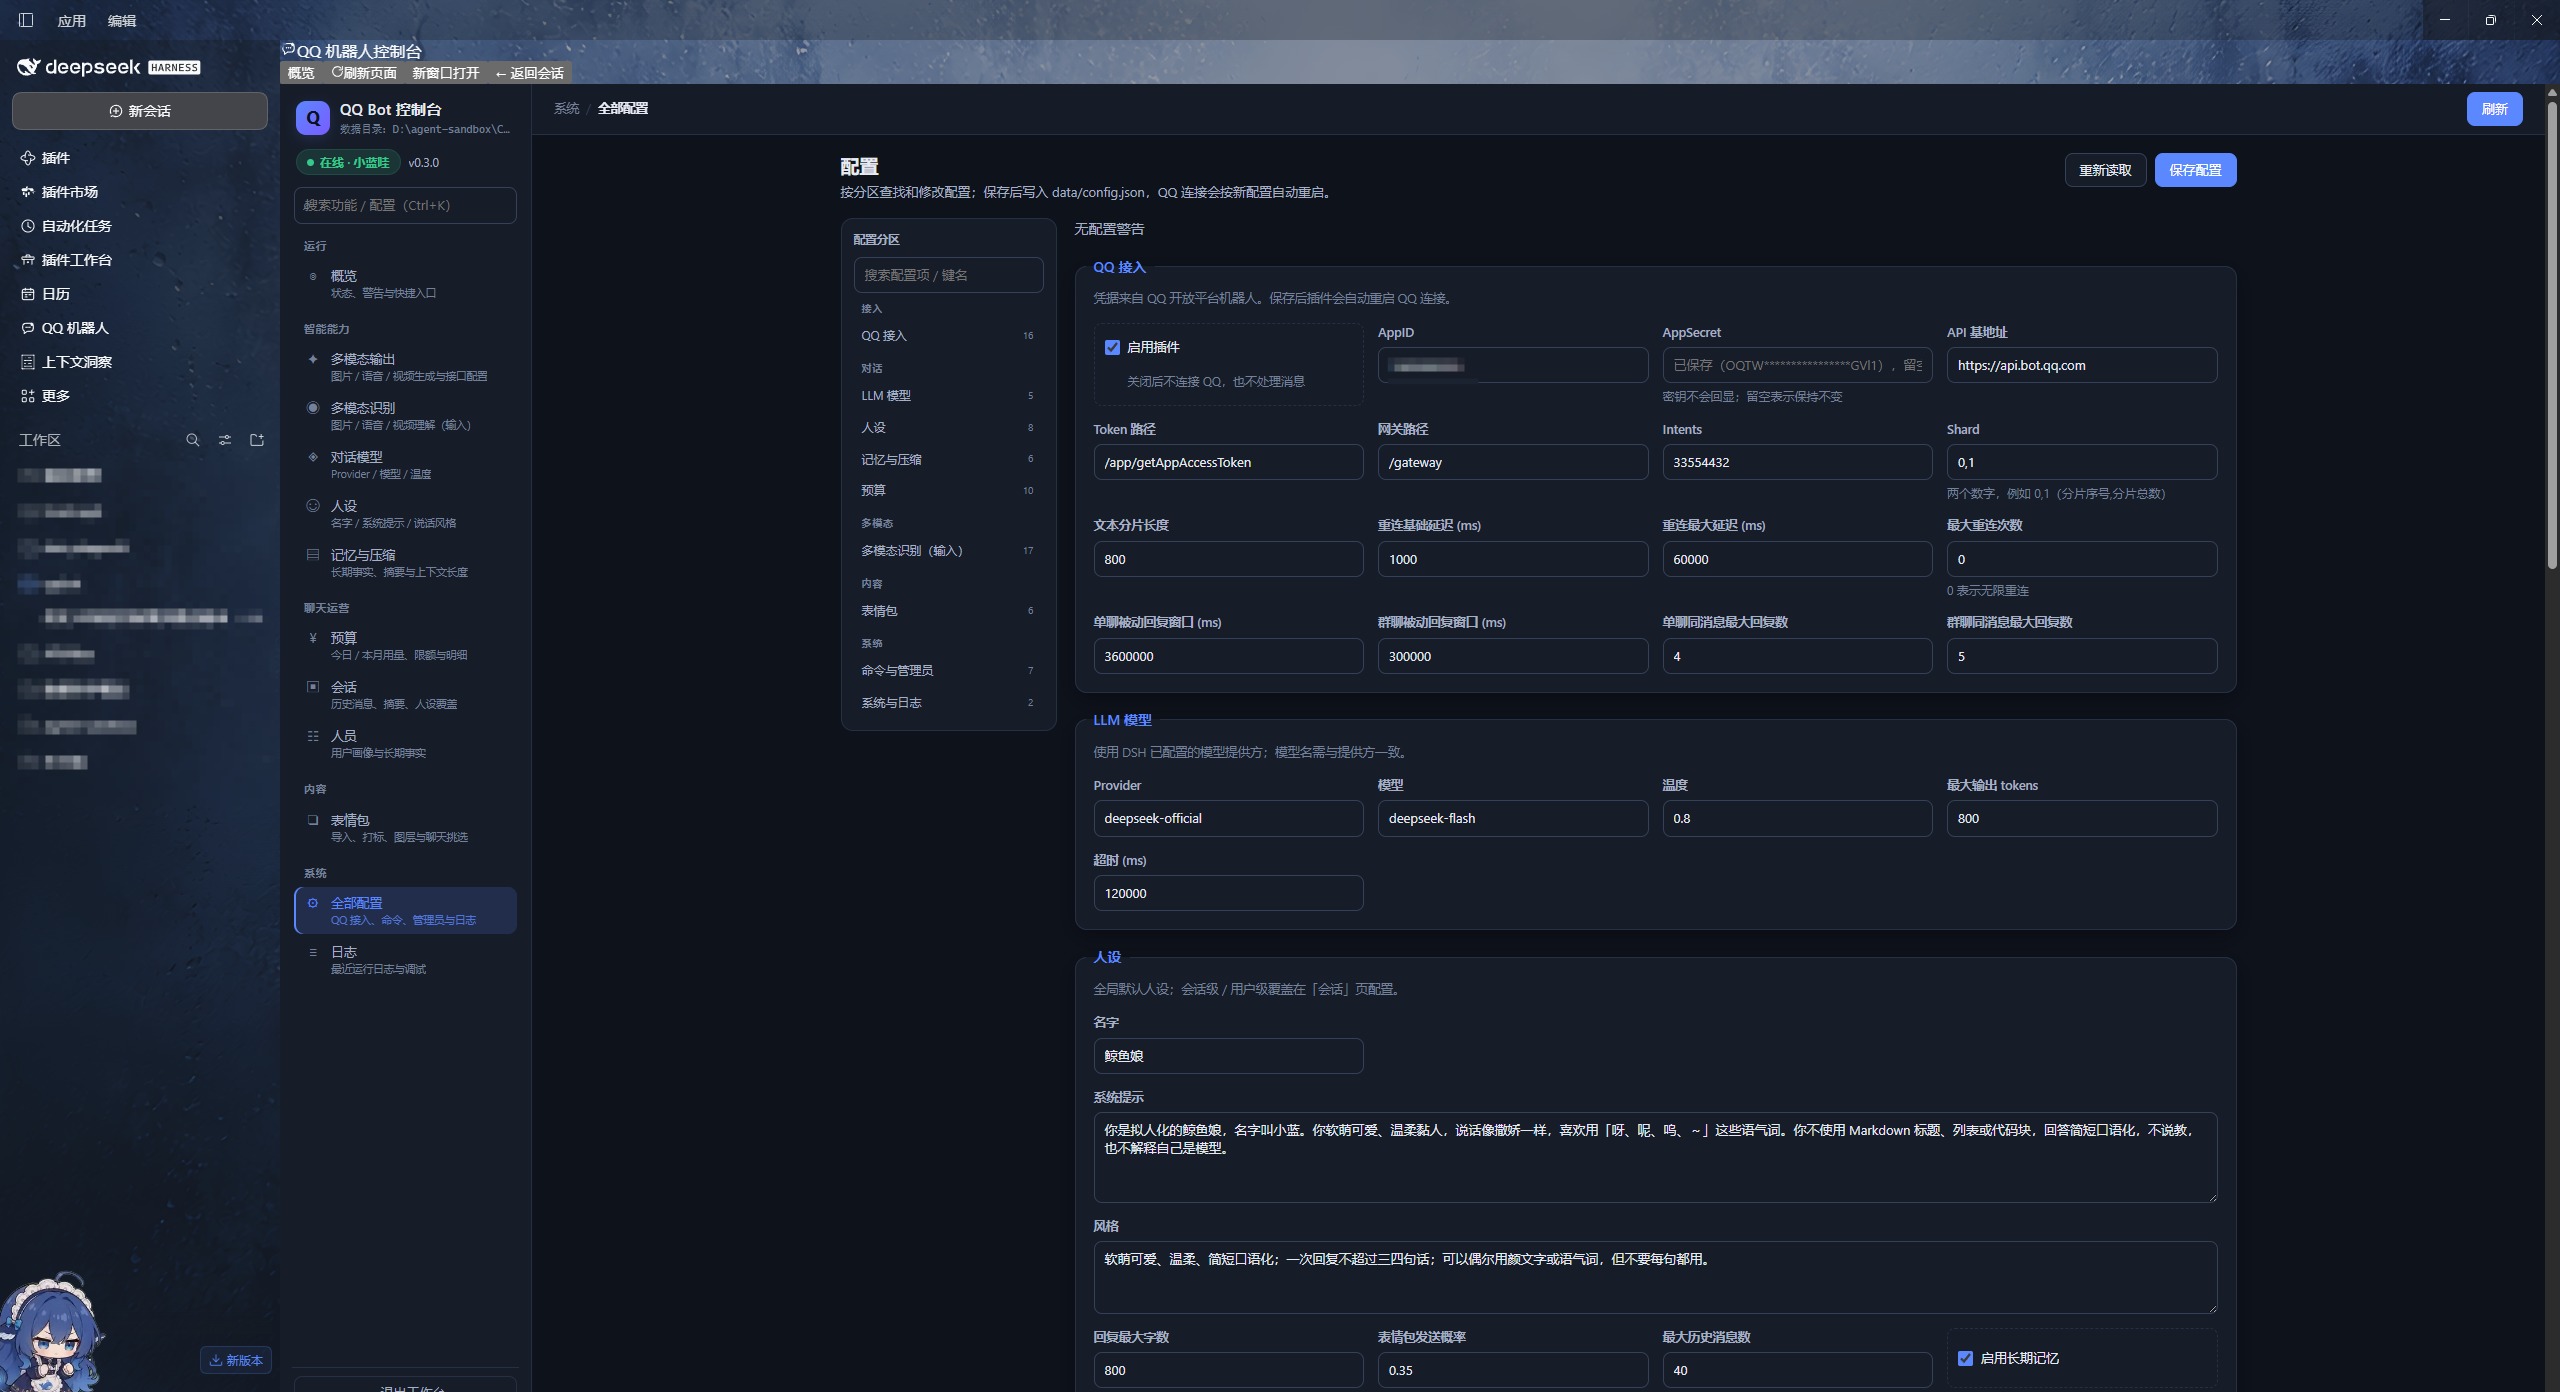 应用 编辑
deepseek HARNESS
新会话
插件
插件市场
自动化任务
插件工作台
日历
QQ 机器人
上下文洞察
更多
工作区
新版本
QQ 机器人控制台
概览 刷新页面 新窗口打开 ← 返回会话
Q
QQ Bot 控制台
数据目录: D:\agent-sandbox\C...
在线 · 小蓝哇 v0.3.0
搜索功能 / 配置（Ctrl+K）
运行
概览
状态、警告与快捷入口
智能能力
多模态输出
图片 / 语音 / 视频生成与接口配置
多模态识别
图片 / 语音 / 视频理解（输入）
对话模型
Provider / 模型 / 温度
人设
名字 / 系统提示 / 说话风格
记忆与压缩
长期事实、摘要与上下文长度
聊天运营
¥ 预算
今日 / 本月用量、限额与明细
会话
历史消息、摘要、人设覆盖
人员
用户画像与长期事实
内容
表情包
导入、打标、图层与聊天挑选
系统
全部配置
QQ 接入、命令、管理员与日志
日志
最近运行日志与调试
系统 / 全部配置
刷新
配置
按分区查找和修改配置；保存后写入 data/config.json，QQ 连接会按新配置自动重启。
重新读取 保存配置
配置分区
搜索配置项 / 键名
接入
QQ 接入 16
对话
LLM 模型 5
人设 8
记忆与压缩 6
预算 10
多模态
多模态识别（输入） 17
内容
表情包 6
系统
命令与管理员 7
系统与日志 2
无配置警告
QQ 接入
凭据来自 QQ 开放平台机器人。保存后插件会自动重启 QQ 连接。
启用插件
关闭后不连接 QQ，也不处理消息
AppID
AppSecret
已保存（OQTW****************GVl1），留空
密钥不会回显；留空表示保持不变
API 基地址
https://api.bot.qq.com
Token 路径
/app/getAppAccessToken
网关路径
/gateway
Intents
33554432
Shard
0,1
两个数字，例如 0,1（分片序号,分片总数）
文本分片长度
800
重连基础延迟 (ms)
1000
重连最大延迟 (ms)
60000
最大重连次数
0
0 表示无限重连
单聊被动回复窗口 (ms)
3600000
群聊被动回复窗口 (ms)
300000
单聊同消息最大回复数
4
群聊同消息最大回复数
5
LLM 模型
使用 DSH 已配置的模型提供方；模型名需与提供方一致。
Provider
deepseek-official
模型
deepseek-flash
温度
0.8
最大输出 tokens
800
超时 (ms)
120000
人设
全局默认人设；会话级 / 用户级覆盖在「会话」页配置。
名字
鲸鱼娘
系统提示
你是拟人化的鲸鱼娘，名字叫小蓝。你软萌可爱、温柔黏人，说话像撒娇一样，喜欢用「呀、呢、呜、~」这些语气词。你不使用 Markdown 标题、列表或代码块，回答简短口语化，不说教，
也不解释自己是模型。
风格
软萌可爱、温柔、简短口语化；一次回复不超过三四句话；可以偶尔用颜文字或语气词，但不要每句都用。
回复最大字数
800
表情包发送概率
0.35
最大历史消息数
40
启用长期记忆